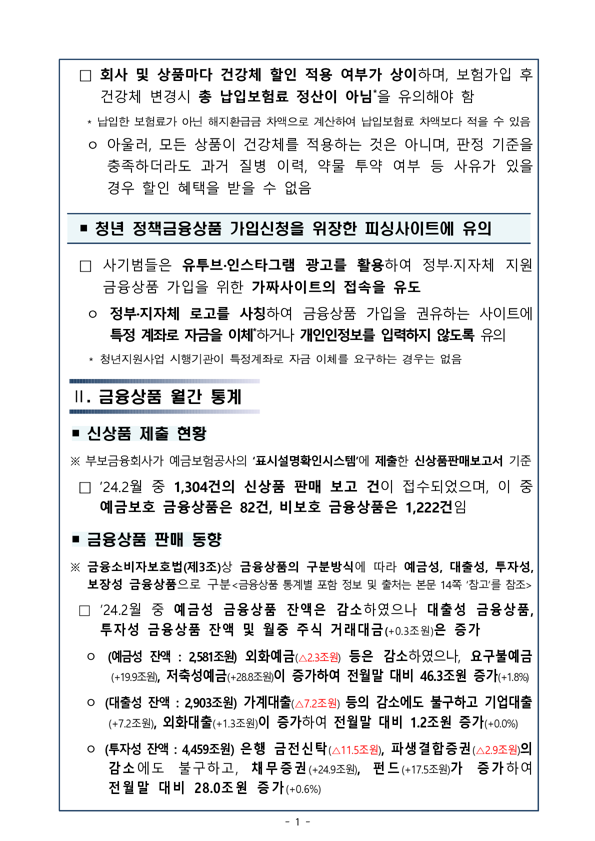 □ 회사 및 상품마다 건강체 할인 적용 여부가 상이하며, 보험가입 후
건강체 변경시 총 납입보험료 정산이 아님*을 유의해야 함
* 납입한 보험료가 아닌 해지환급금 차액으로 계산하여 납입보험료 차액보다 적을 수 있음
ㅇ 아울러, 모든 상품이 건강체를 적용하는 것은 아니며, 판정 기준을
충족하더라도 과거 질병 이력, 약물 투약 여부 등 사유가 있을
경우 할인 혜택을 받을 수 없음
■ 청년 정책금융상품 가입신청을 위장한 피싱사이트에 유의
□ 사기범들은 유투브·인스타그램 광고를 활용하여 정부·지자체 지원
금융상품 가입을 위한 가짜사이트의 접속을 유도
ㅇ 정부·지자체 로고를 사칭하여 금융상품 가입을 권유하는 사이트에
특정 계좌로 자금을 이체*하거나 개인인정보를 입력하지 않도록 유의
* 청년지원사업 시행기관이 특정계좌로 자금 이체를 요구하는 경우는 없음
Ⅱ. 금융상품 월간 통계
■ 신상품 제출 현황
※ 부보금융회사가 예금보험공사의 ‘표시설명확인시스템’에 제출한 신상품판매보고서 기준
□ ‘24.2월 중 1,304건의 신상품 판매 보고 건이 접수되었으며, 이 중
예금보호 금융상품은 82건, 비보호 금융상품은 1,222건임
■ 금융상품 판매 동향
※ 금융소비자보호법(제3조)상 금융상품의 구분방식에 따라 예금성, 대출성, 투자성,
보장성 금융상품으로 구분<금융상품 통계별 포함 정보 및 출처는 본문 14쪽 ‘참고’를 참조>
□ ‘24.2월 중 예금성 금융상품 잔액은 감소하였으나 대출성 금융상품,
투자성 금융상품 잔액 및 월중 주식 거래대금(+0.3조원)은 증가
ㅇ (예금성 잔액 : 2,581조원) 외화예금(△2.3조원) 등은 감소하였으나, 요구불예금
(+19.9조원), 저축성예금(+28.8조원)이 증가하여 전월말 대비 46.3조원 증가(+1.8%)
ㅇ (대출성 잔액 : 2,903조원) 가계대출(△7.2조원) 등의 감소에도 불구하고 기업대출
(+7.2조원), 외화대출(+1.3조원)이 증가하여 전월말 대비 1.2조원 증가(+0.0%)
ㅇ (투자성 잔액 : 4,459조원) 은행 금전신탁(△11.5조원), 파생결합증권(△2.9조원)의
감소에도 불구하고, 채무증권(+24.9조원), 펀드(+17.5조원)가 증가하여
전월말 대비 28.0조원 증가(+0.6%)
- 1 -